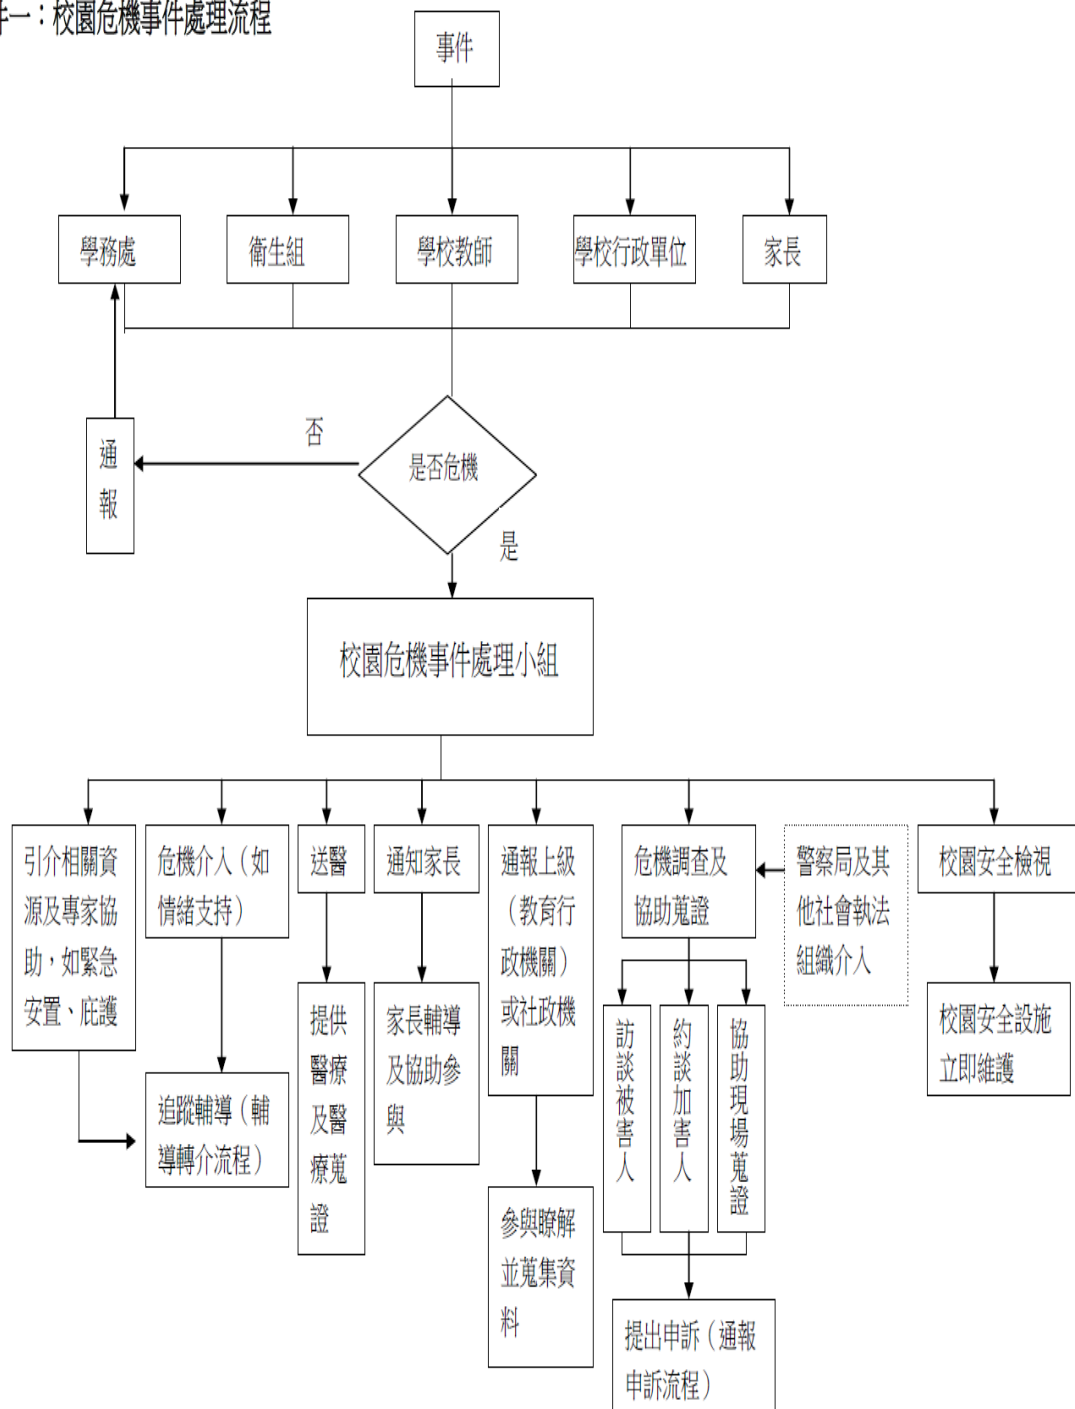 件一：校園危機事件處理流程
事件
學務處
衛生組
學校教師
學校行政單位
家長
通
報
否
是否危機
是
校園危機事件處理小組
引介相關資
源及專家協
助，如緊急
安置、庇護
危機介入（如
情緒支持）
送醫
通知家長
通報上級
（教育行
政機關）
或社政機
關
危機調查及
協助蒐證
警察局及其
他社會執法
組織介入
校園安全檢視
追蹤輔導（輔
導轉介流程）
提供
醫療
及醫
療蒐
證
家長輔導
及協助參
與
參與瞭解
並蒐集資
料
訪談被害人
約談加害人
協助現場蒐證
校園安全設施
立即維護
提出申訴（通報
申訴流程）